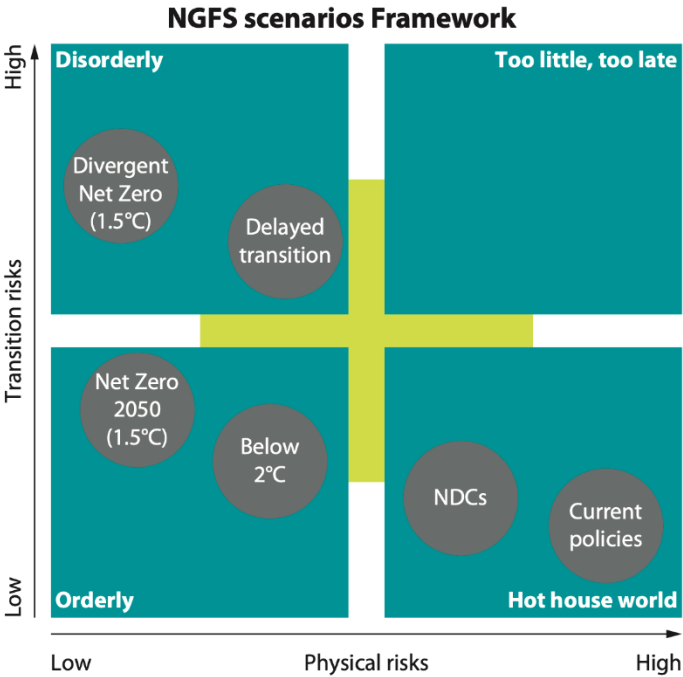 NGFS scenarios Framework
High
Disorderly
Too little, too late
Divergent
Net Zero
(1.5°C)
Delayed
transition
Transition risks
Net Zero
2050
(1.5°C)
Below
2°C
NDCs
Current
policies
Low
Orderly
Hot house world
Low
Physical risks
High